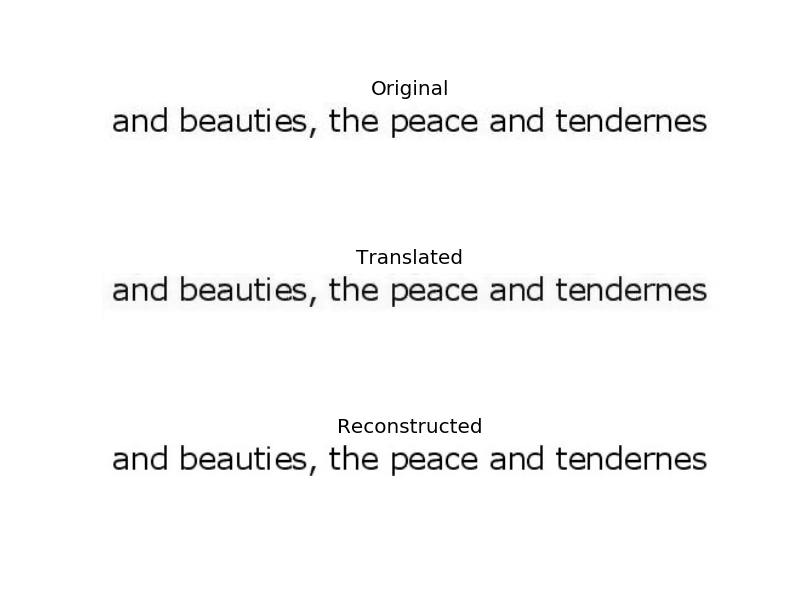 Original
and beauties, the peace and tendernes
Translated
and beauties, the peace and tendernes
Reconstructed
and beauties, the peace and tendernes